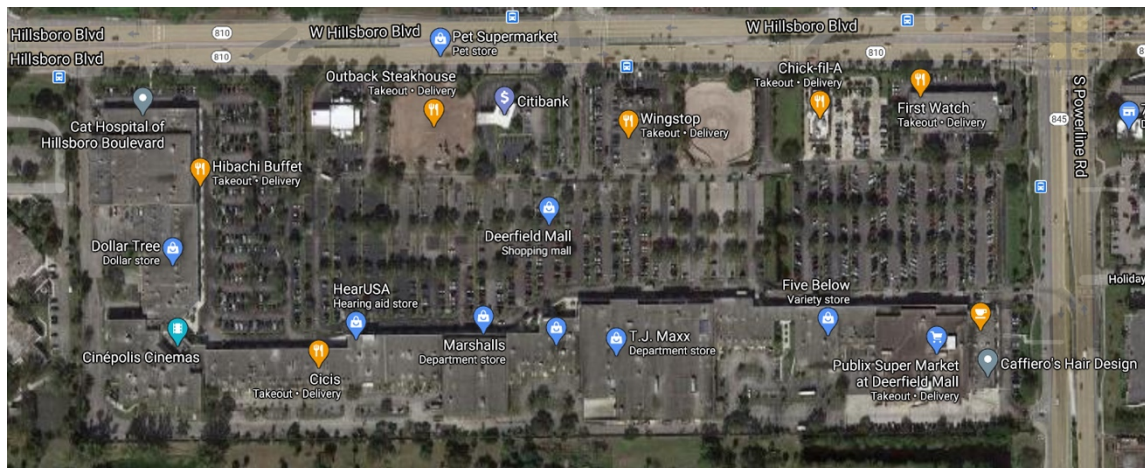 Hillsboro Blvd
810
W Hillsboro Blvd
W Hillsboro Blvd
Hillsboro Blvd
810
Pet Supermarket
Pet store
810
Outback Steakhouse
Takeout • Delivery
Citibank
Chick-fil-A
Takeout • Delivery
First Watch
Takeout • Delivery
S Powerline Rd
845
Cat Hospital of
Hillsboro Boulevard
Wingstop
Takeout • Delivery
Hibachi Buffet
Takeout • Delivery
Deerfield Mall
Shopping mall
Dollar Tree
Dollar store
HearUSA
Hearing aid store
Five Below
Variety store
Holiday
Cinépolis Cinemas
Marshalls
Department store
T.J. Maxx
Department store
Cicis
Takeout • Delivery
Publix Super Market
at Deerfield Mall
Takeout • Delivery
Caffiero's Hair Design